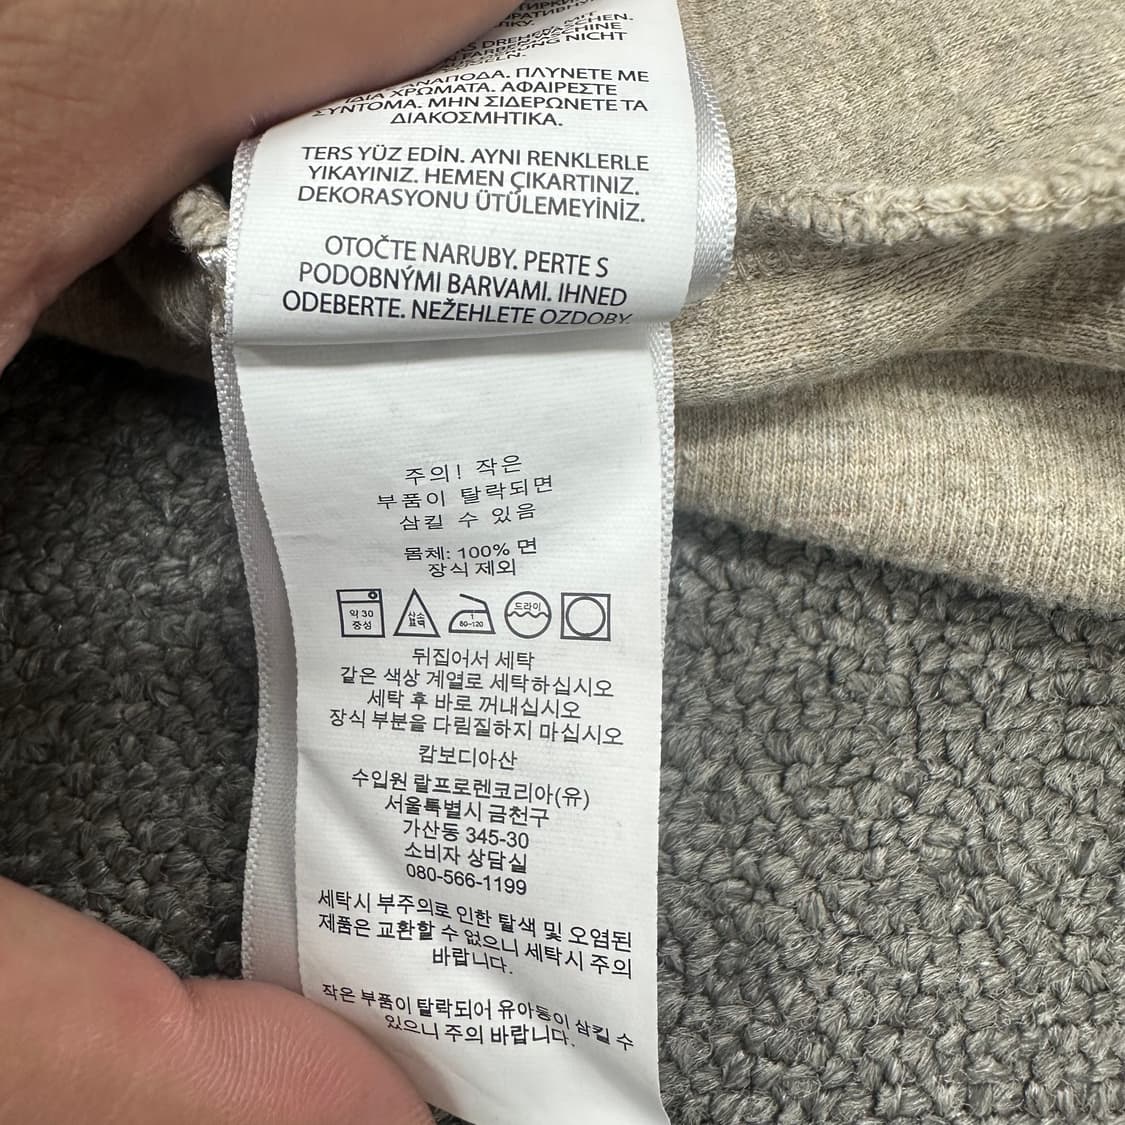 MIT
DREHEN.
MASCHINE
NICHT
ΑΝΑΠΟΔΑ. ΠΛΥΝΕΤΕ ΜΕ
ΙΔΙΑ ΧΡΩΜΑΤΑ. ΑΦΑΙΡΕΣΤΕ
ΣΥΝΤΟΜΑ. ΜΗΝ ΣΙΔΕΡΩΝΕΤΕ ΤΑ
ΔΙΑΚΟΣΜΗΤΙΚΑ.
TERS YÜZ EDİN. AYNI RENKLERLE
YIKAYINIZ. HEMEN ÇIKARTINIZ.
DEKORASYONU ÜTÜLEMEYİNİZ.
OTOČTE NARUBY. PERTE S
PODOBNÝMI BARVAMI. IHNED
ODEBERTE. NEŽEHLETE OZDOBY.
주의! 작은
부품이 탈락되면
삼킬 수 있음
몸체: 100% 면
장식 제외
약 30
중성
산소
표백
1
80~120
드라이
뒤집어서 세탁
같은 색상 계열로 세탁하십시오
세탁 후 바로 꺼내십시오
장식 부분을 다림질하지 마십시오
캄보디아산
수입원 랄프로렌코리아(유)
서울특별시 금천구
가산동 345-30
소비자 상담실
080-566-1199
세탁시 부주의로 인한 탈색 및 오염된
제품은 교환할 수 없으니 세탁시 주의
바랍니다.
작은 부품이 탈락되어 유아동이 삼킬 수
있으니 주의 바랍니다.